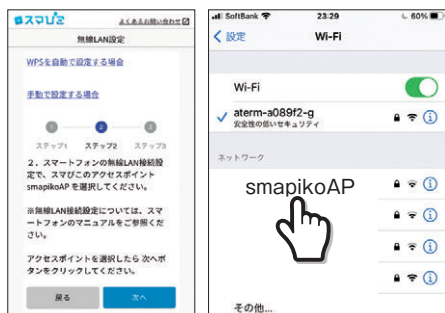 スマぴこ
よくあるお問い合わせ
無線LAN設定
WPSを自動で設定する場合
手動で設定する場合
1 2 3
ステップ1 ステップ2 ステップ3
2．スマートフォンの無線LAN接続設
定で、スマぴこのアクセスポイント
smapikoAP を選択してください。
※無線LAN接続設定については、スマ
ートフォンのマニュアルをご参照くだ
さい。
アクセスポイントを選択したら 次へボ
タンをクリックしてください。
戻る 次へ
SoftBank 23:29 60%
設定 Wi-Fi
Wi-Fi
aterm-a089f2-g
安全性の低いセキュリティ
ネットワーク
smapikoAP
その他...